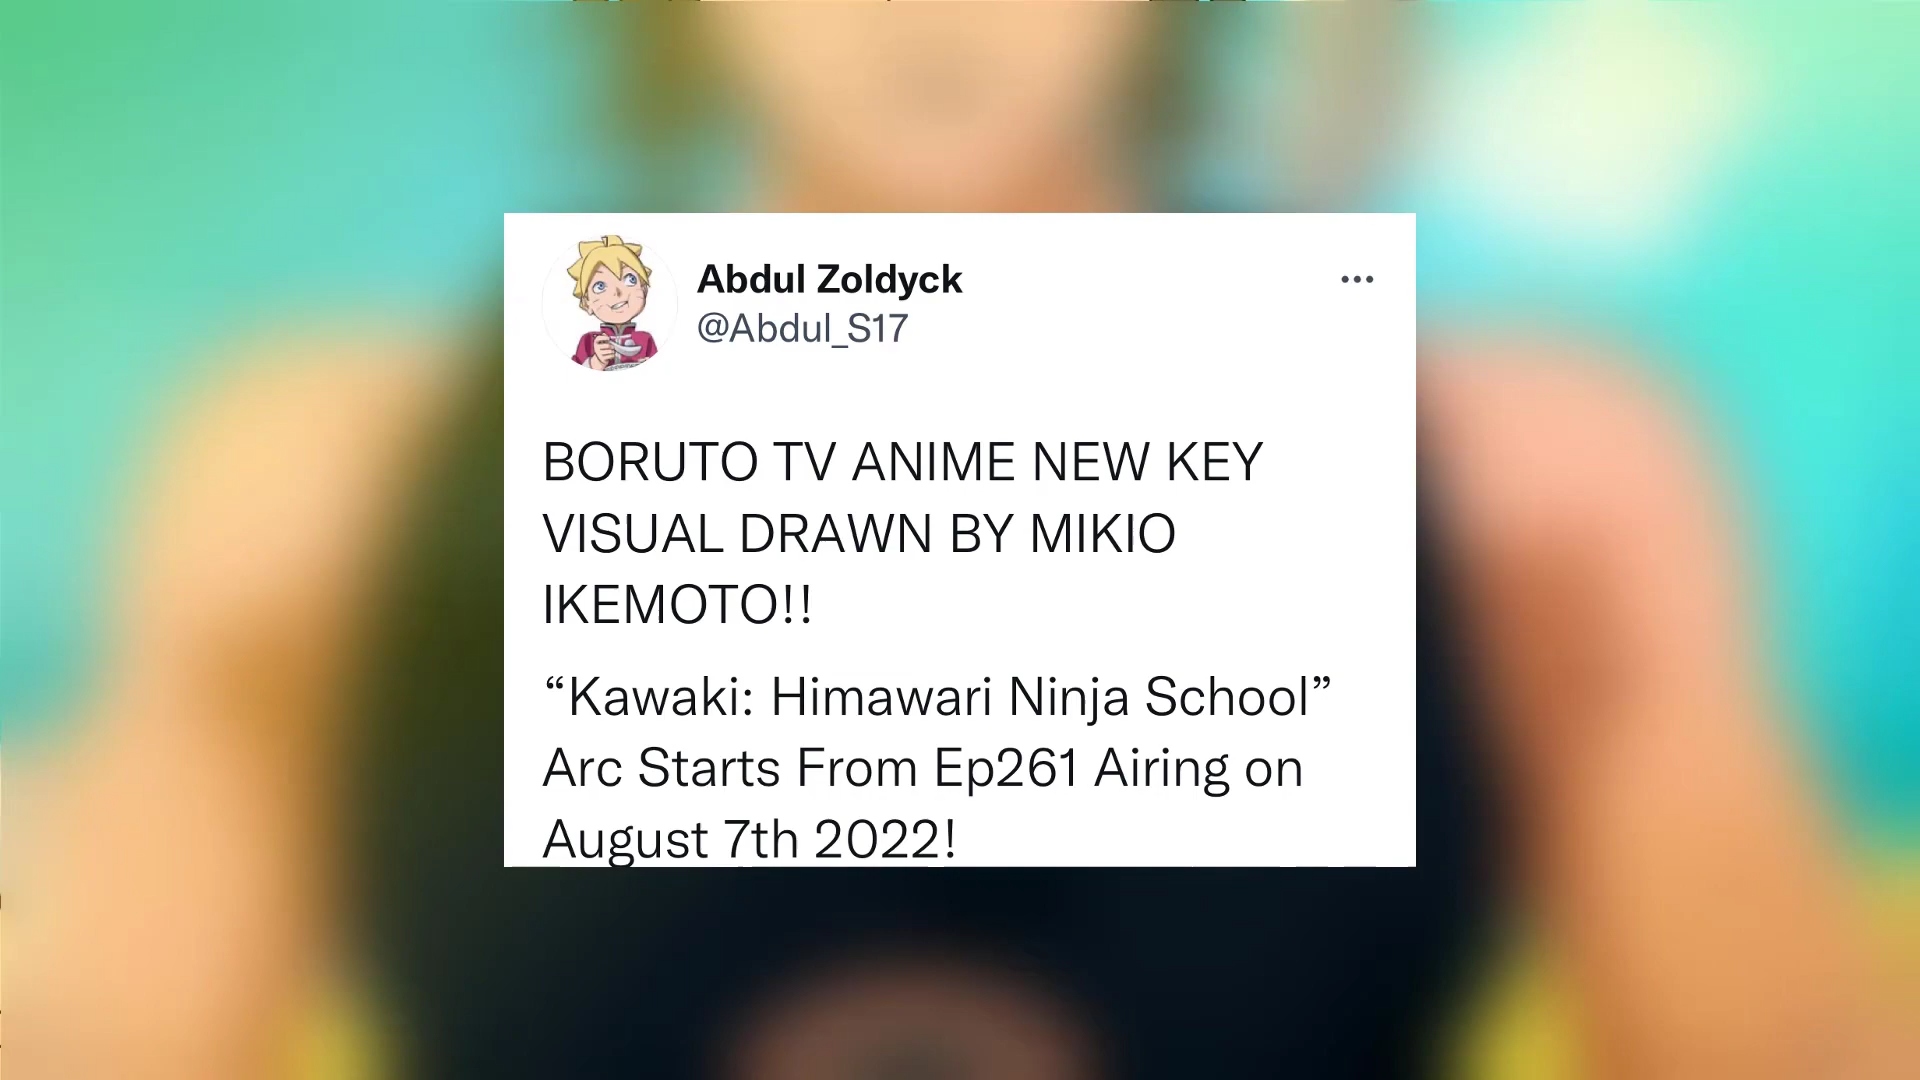 Abdul Zoldyck
@Abdul_S17
BORUTO TV ANIME NEW KEY
VISUAL DRAWN BY MIKIO
IKEMOTO!!
“Kawaki: Himawari Ninja School”
Arc Starts From Ep261 Airing on
August 7th 2022!